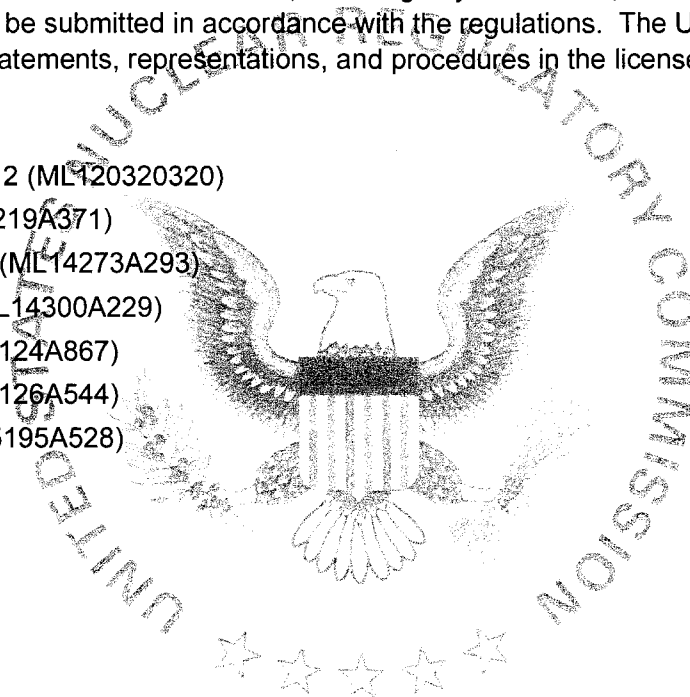 be submitted in accordance with the regulations. The U
atements, representations, and procedures in the license
2 (ML120320320)
219A371)
(ML14273A293)
L14300A229)
124A867)
126A544)
195A528)
UNITED STATES NUCLEAR REGULATORY COMMISSION